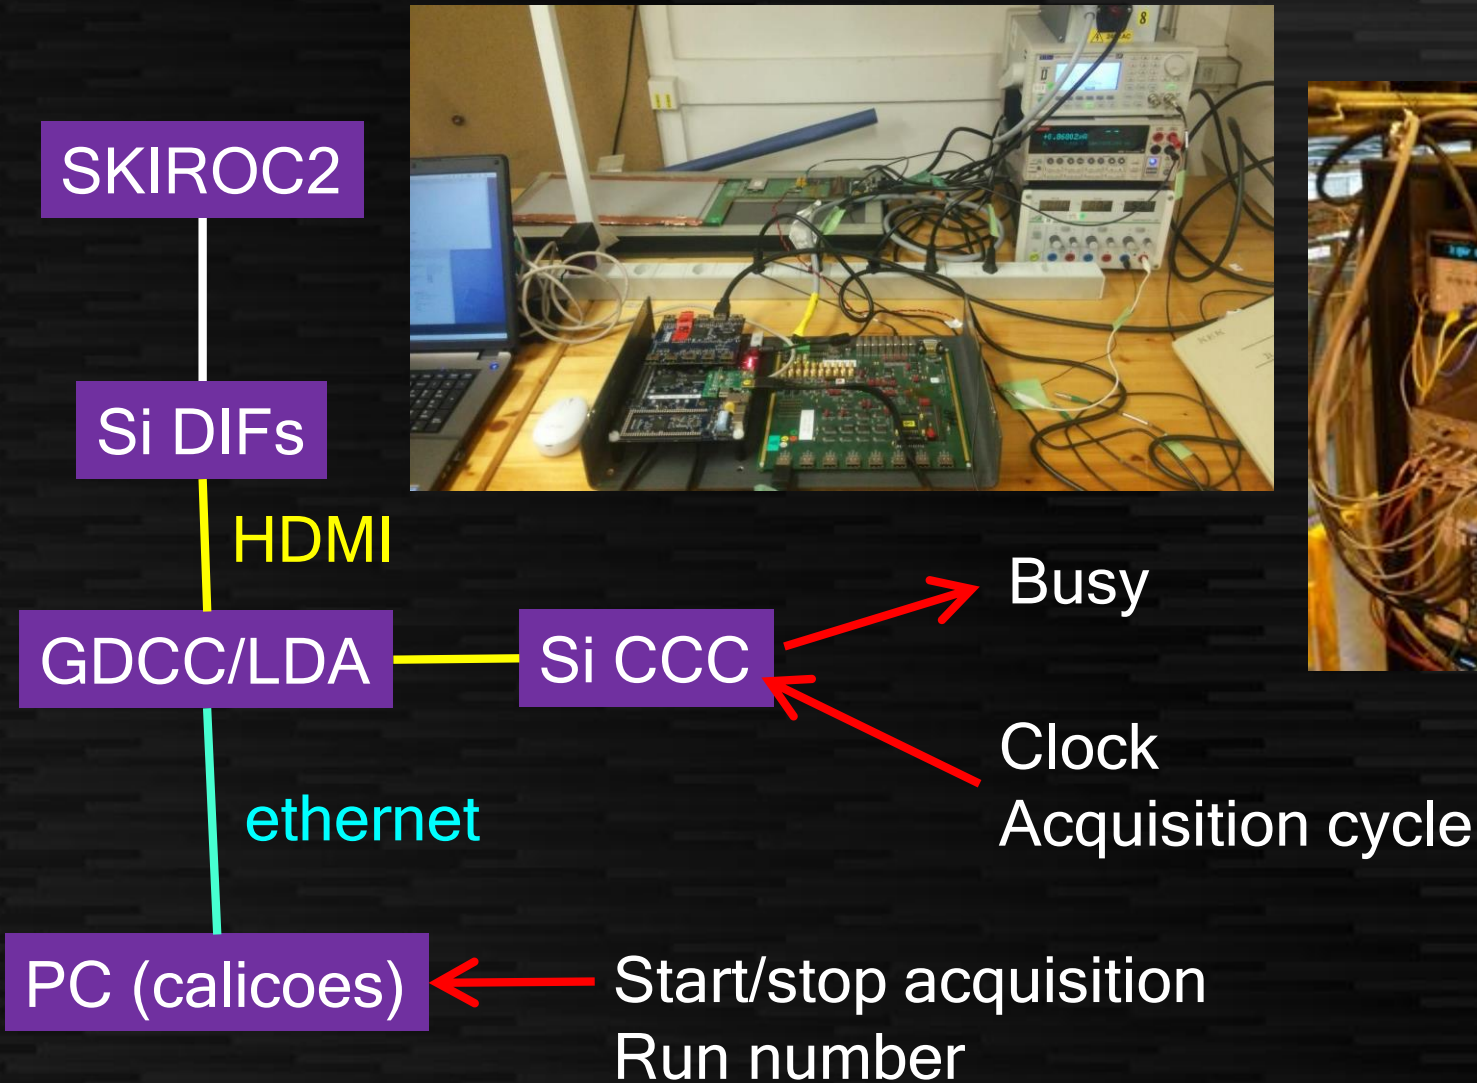 SKIROC2
Si DIFs
HDMI
GDCC/LDA
Si CCC
Busy
Clock
Acquisition cycle
ethernet
PC (calicoes)
Start/stop acquisition
Run number
8